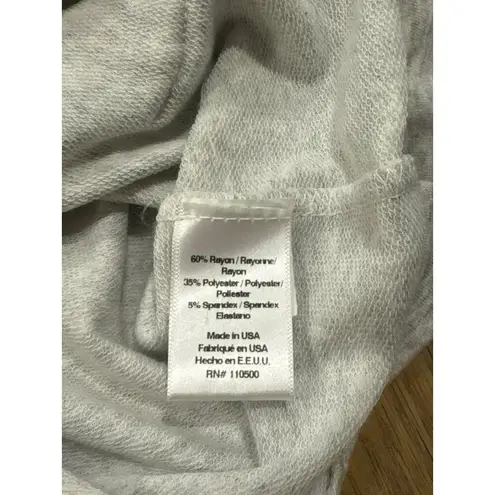 60% Rayon / Rayonne/
Rayon
35% Polyester / Polyester/
Poliester
5% Spandex / Spandex
Elastano
Made in USA
Fabriqué en USA
Hecho en E.E.U.U.
RN# 110500